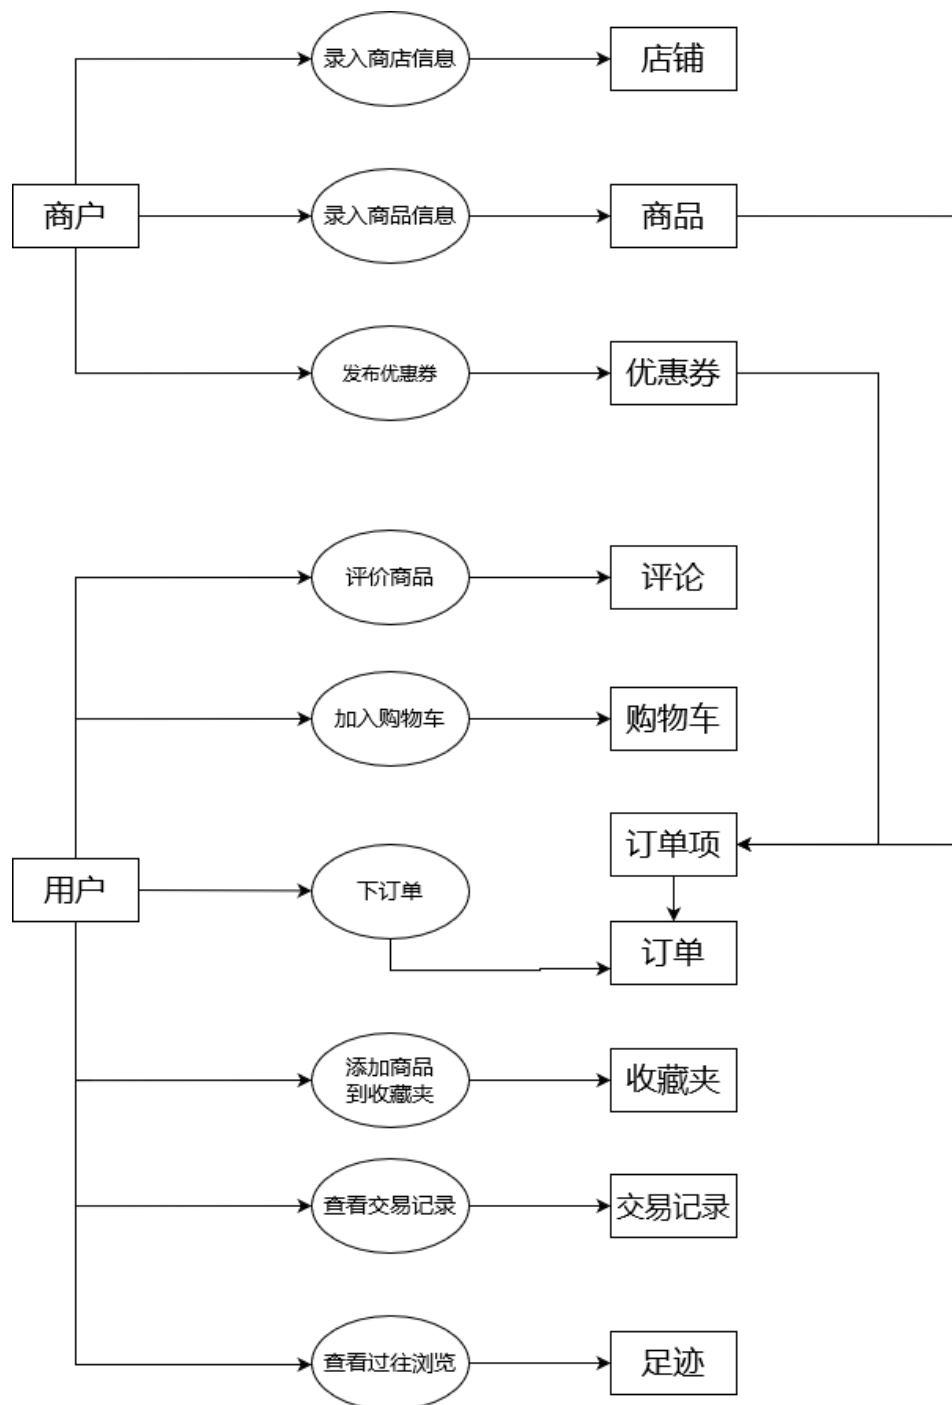 录入商店信息
店铺
商户
录入商品信息
商品
发布优惠券
优惠券
评价商品
评论
加入购物车
购物车
订单项
用户
下订单
订单
添加商品
到收藏夹
收藏夹
查看交易记录
交易记录
查看过往浏览
足迹